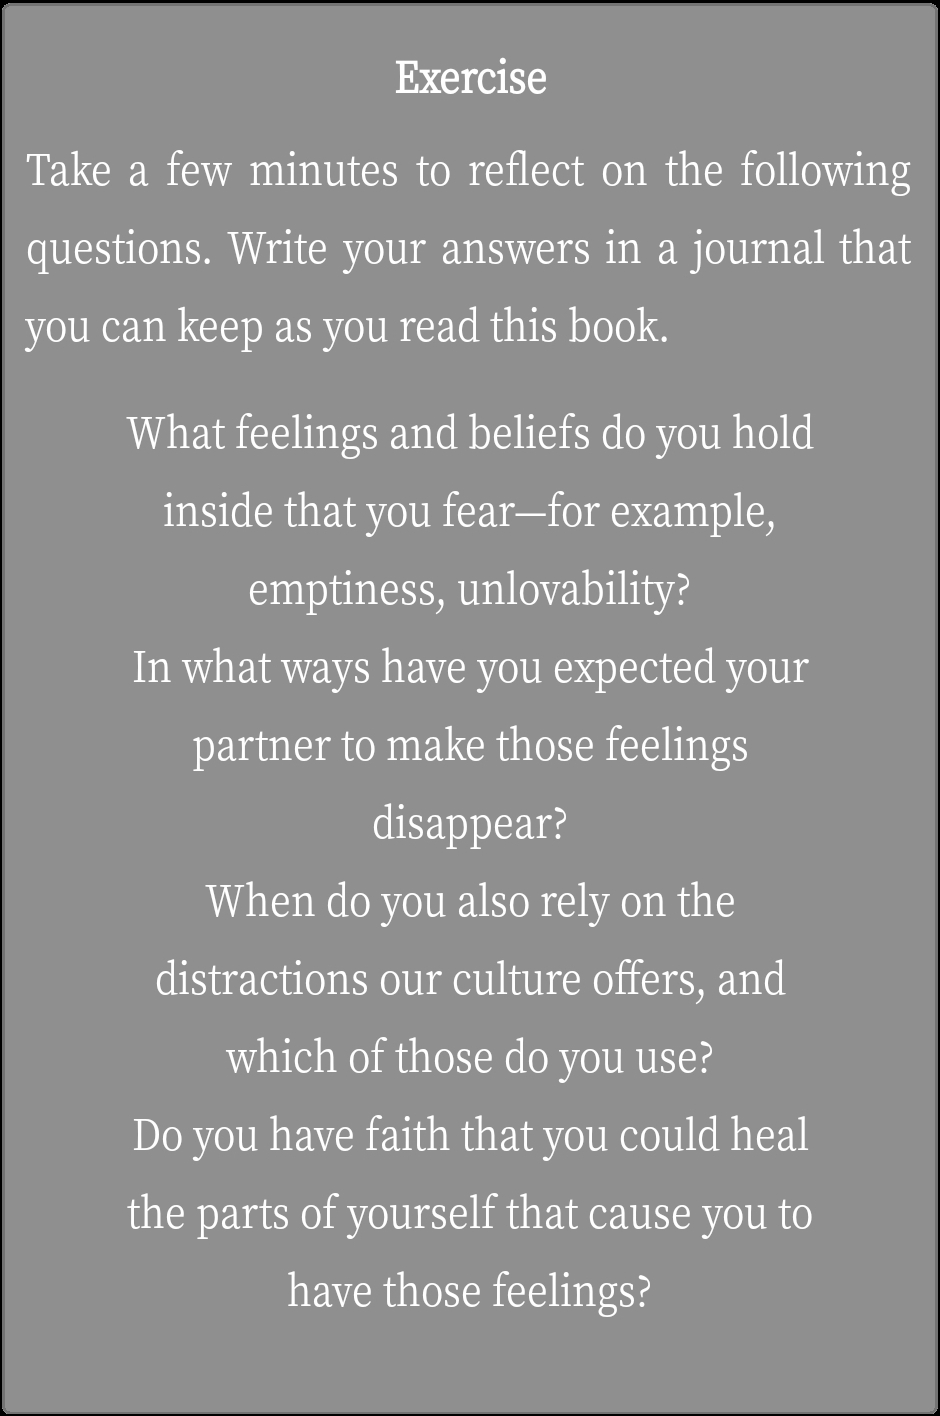 Exercise
Take a few minutes to reflect on the following
questions. Write your answers in a journal that
you can keep as you read this book.
What feelings and beliefs do you hold
inside that you fear—for example,
emptiness, unlovability?
In what ways have you expected your
partner to make those feelings
disappear?
When do you also rely on the
distractions our culture offers, and
which of those do you use?
Do you have faith that you could heal
the parts of yourself that cause you to
have those feelings?